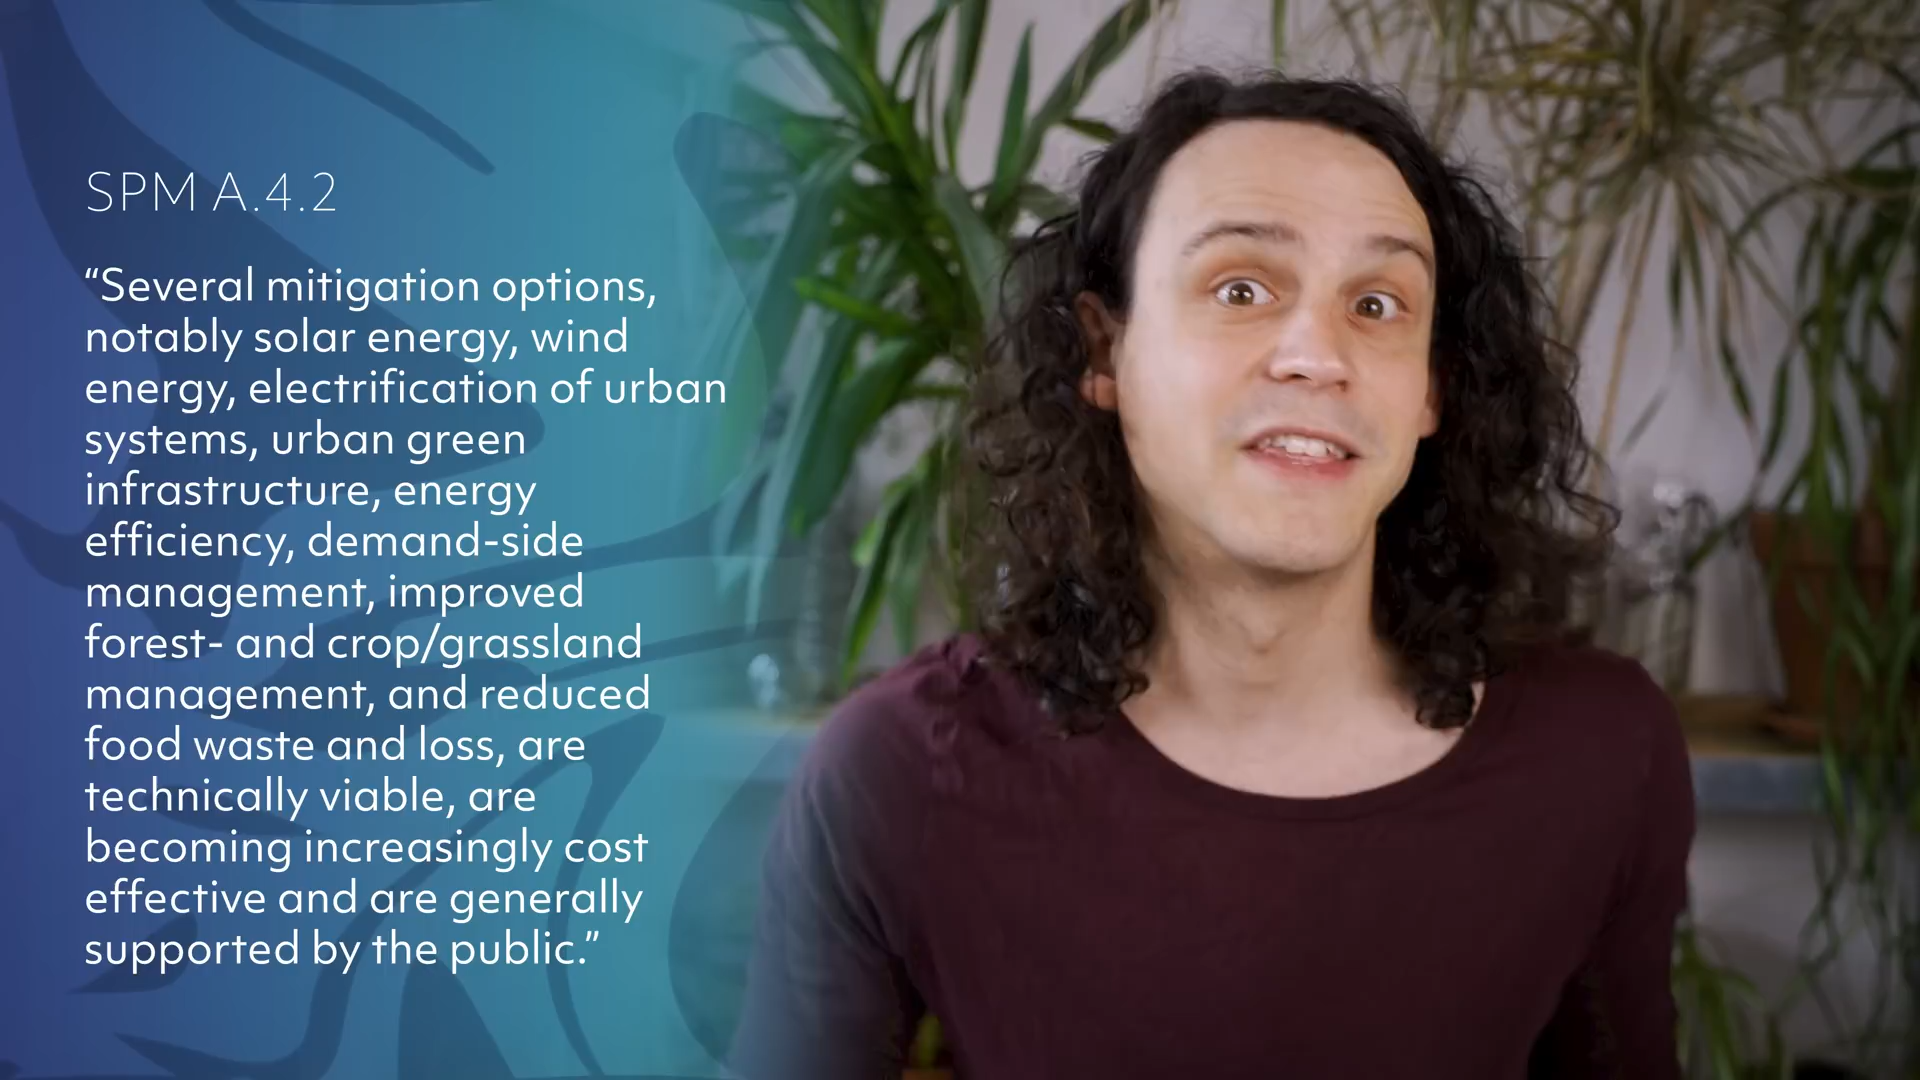 SPM A.4.2
“Several mitigation options,
notably solar energy, wind
energy, electrification of urban
systems, urban green
infrastructure, energy
efficiency, demand-side
management, improved
forest- and crop/grassland
management, and reduced
food waste and loss, are
technically viable, are
becoming increasingly cost
effective and are generally
supported by the public.”